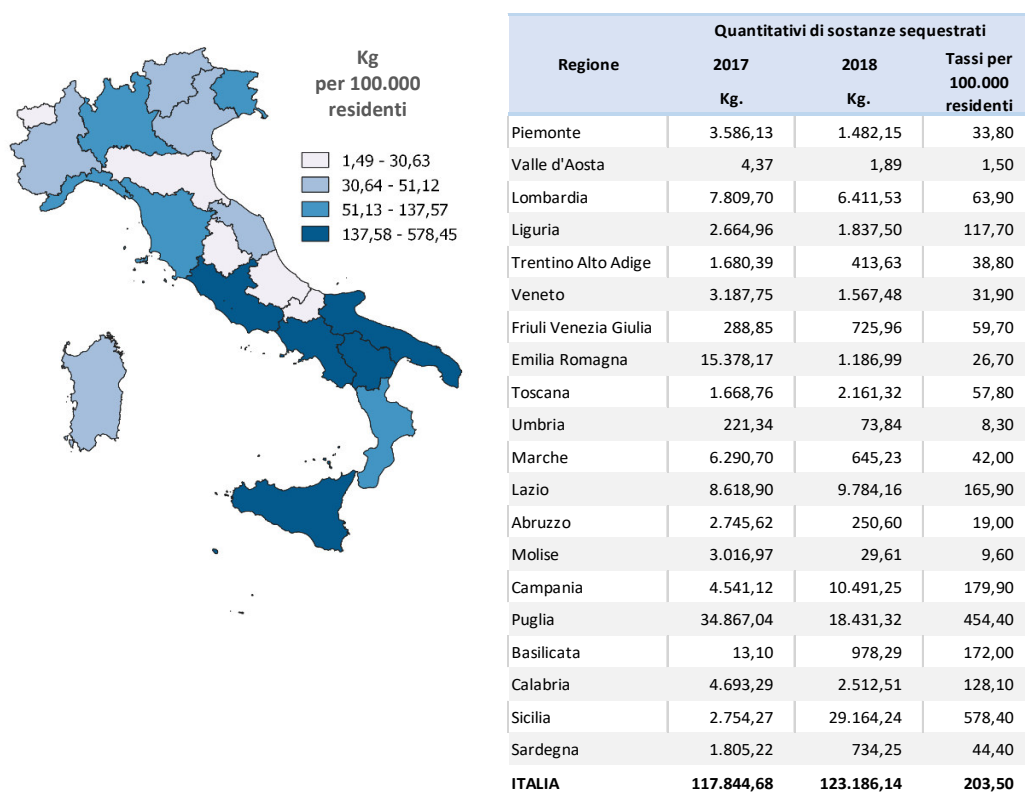 Kg
per 100.000
residenti
1,49 - 30,63
30,64 - 51,12
51,13 - 137,57
137,58 - 578,45
Quantitativi di sostanze sequestrati
Regione 2017 2018 Tassi per
100.000
Kg. Kg. residenti
Piemonte 3.586,13 1.482,15 33,80
Valle d'Aosta 4,37 1,89 1,50
Lombardia 7.809,70 6.411,53 63,90
Liguria 2.664,96 1.837,50 117,70
Trentino Alto Adige 1.680,39 413,63 38,80
Veneto 3.187,75 1.567,48 31,90
Friuli Venezia Giulia 288,85 725,96 59,70
Emilia Romagna 15.378,17 1.186,99 26,70
Toscana 1.668,76 2.161,32 57,80
Umbria 221,34 73,84 8,30
Marche 6.290,70 645,23 42,00
Lazio 8.618,90 9.784,16 165,90
Abruzzo 2.745,62 250,60 19,00
Molise 3.016,97 29,61 9,60
Campania 4.541,12 10.491,25 179,90
Puglia 34.867,04 18.431,32 454,40
Basilicata 13,10 978,29 172,00
Calabria 4.693,29 2.512,51 128,10
Sicilia 2.754,27 29.164,24 578,40
Sardegna 1.805,22 734,25 44,40
ITALIA 117.844,68 123.186,14 203,50